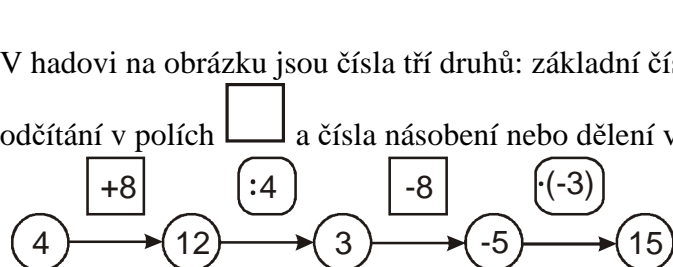 V hadovi na obrázku jsou čísla tří druhů: základní
odčítání v polích a čísla násobení nebo dělení
+8 :4 -8 ·(-3)
4 12 3 -5 15